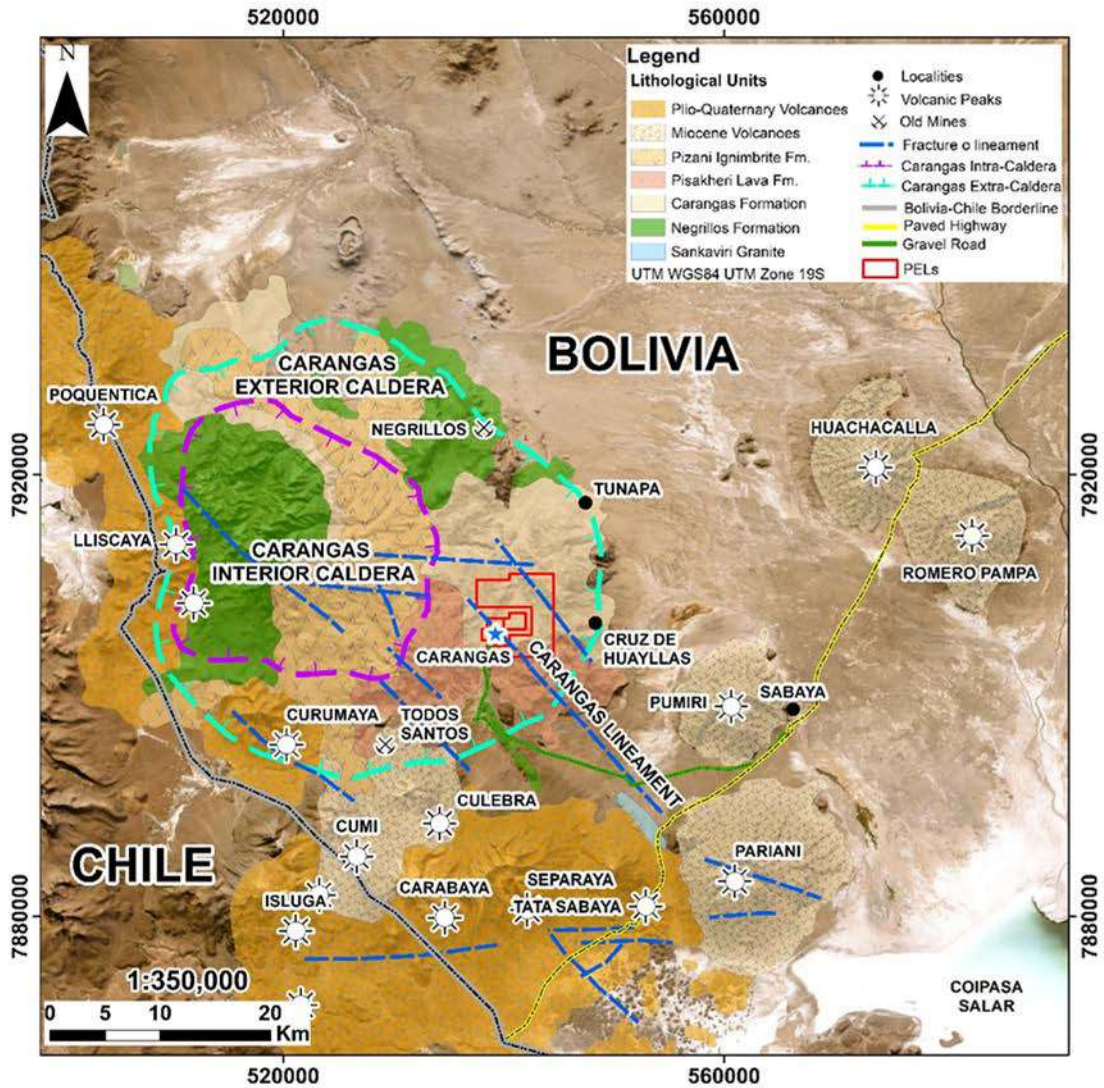 520000
560000
N
Legend
Lithological Units
Plio-Quaternary Volcanoes
Miocene Volcanoes
Pizani Ignimbrite Fm.
Pisakheri Lava Fm.
Carangas Formation
Negrillos Formation
Sankaviri Granite
UTM WGS84 UTM Zone 19S
Localities
Volcanic Peaks
Old Mines
Fracture o lineament
Carangas Intra-Caldera
Carangas Extra-Caldera
Bolivia-Chile Borderline
Paved Highway
Gravel Road
PELs
BOLIVIA
CARANGAS
EXTERIOR CALDERA
POQUENTICA
NEGRILLOS
HUACHACALLA
7920000
7920000
TUNAPA
LLISCAYA
CARANGAS
INTERIOR CALDERA
ROMERO PAMPA
CARANGAS
CRUZ DE
HUAYLLAS
CARANGAS LINEAMENT
PUMIRI
SABAYA
CURUMAYA
TODOS
SANTOS
CULEBRA
CUMI
CHILE
PARIANI
ISLUGA
CARABAYA
SEPARAYA
TATA SABAYA
7880000
7880000
1:350,000
0 5 10 20
Km
COIPASA
SALAR
520000
560000